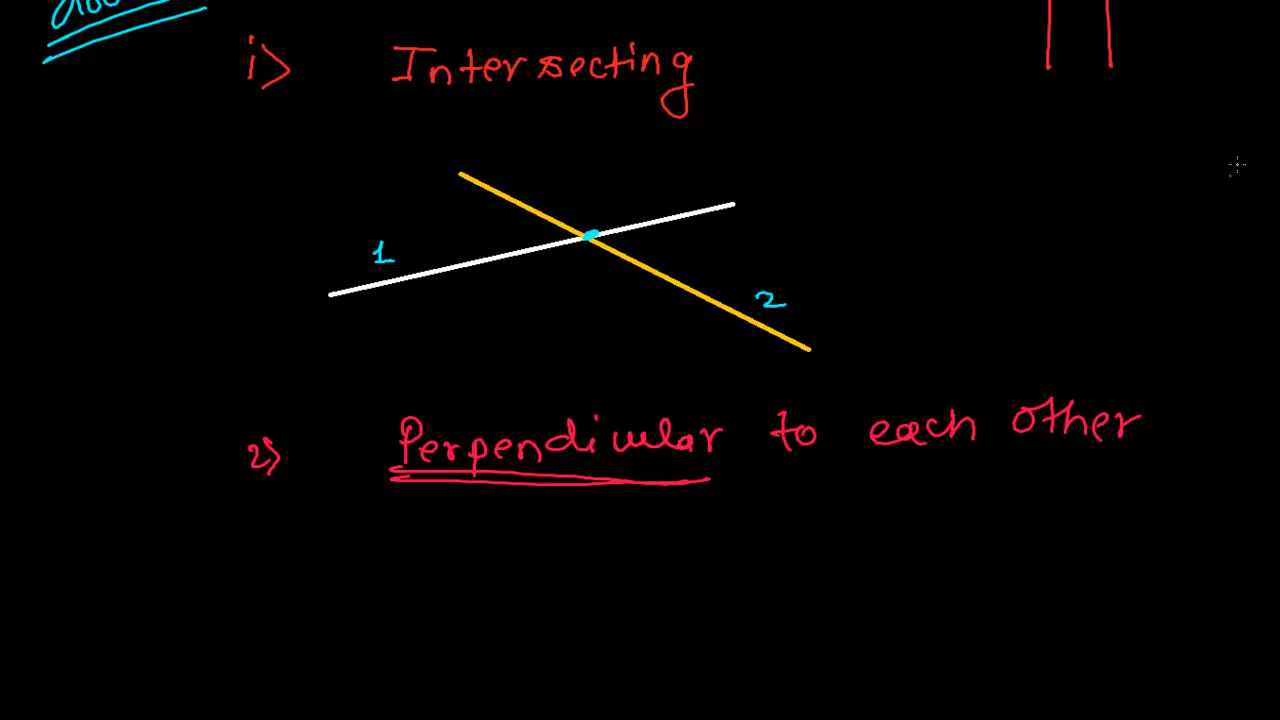 i) Intersecting
1
2
2) Perpendicular to each other